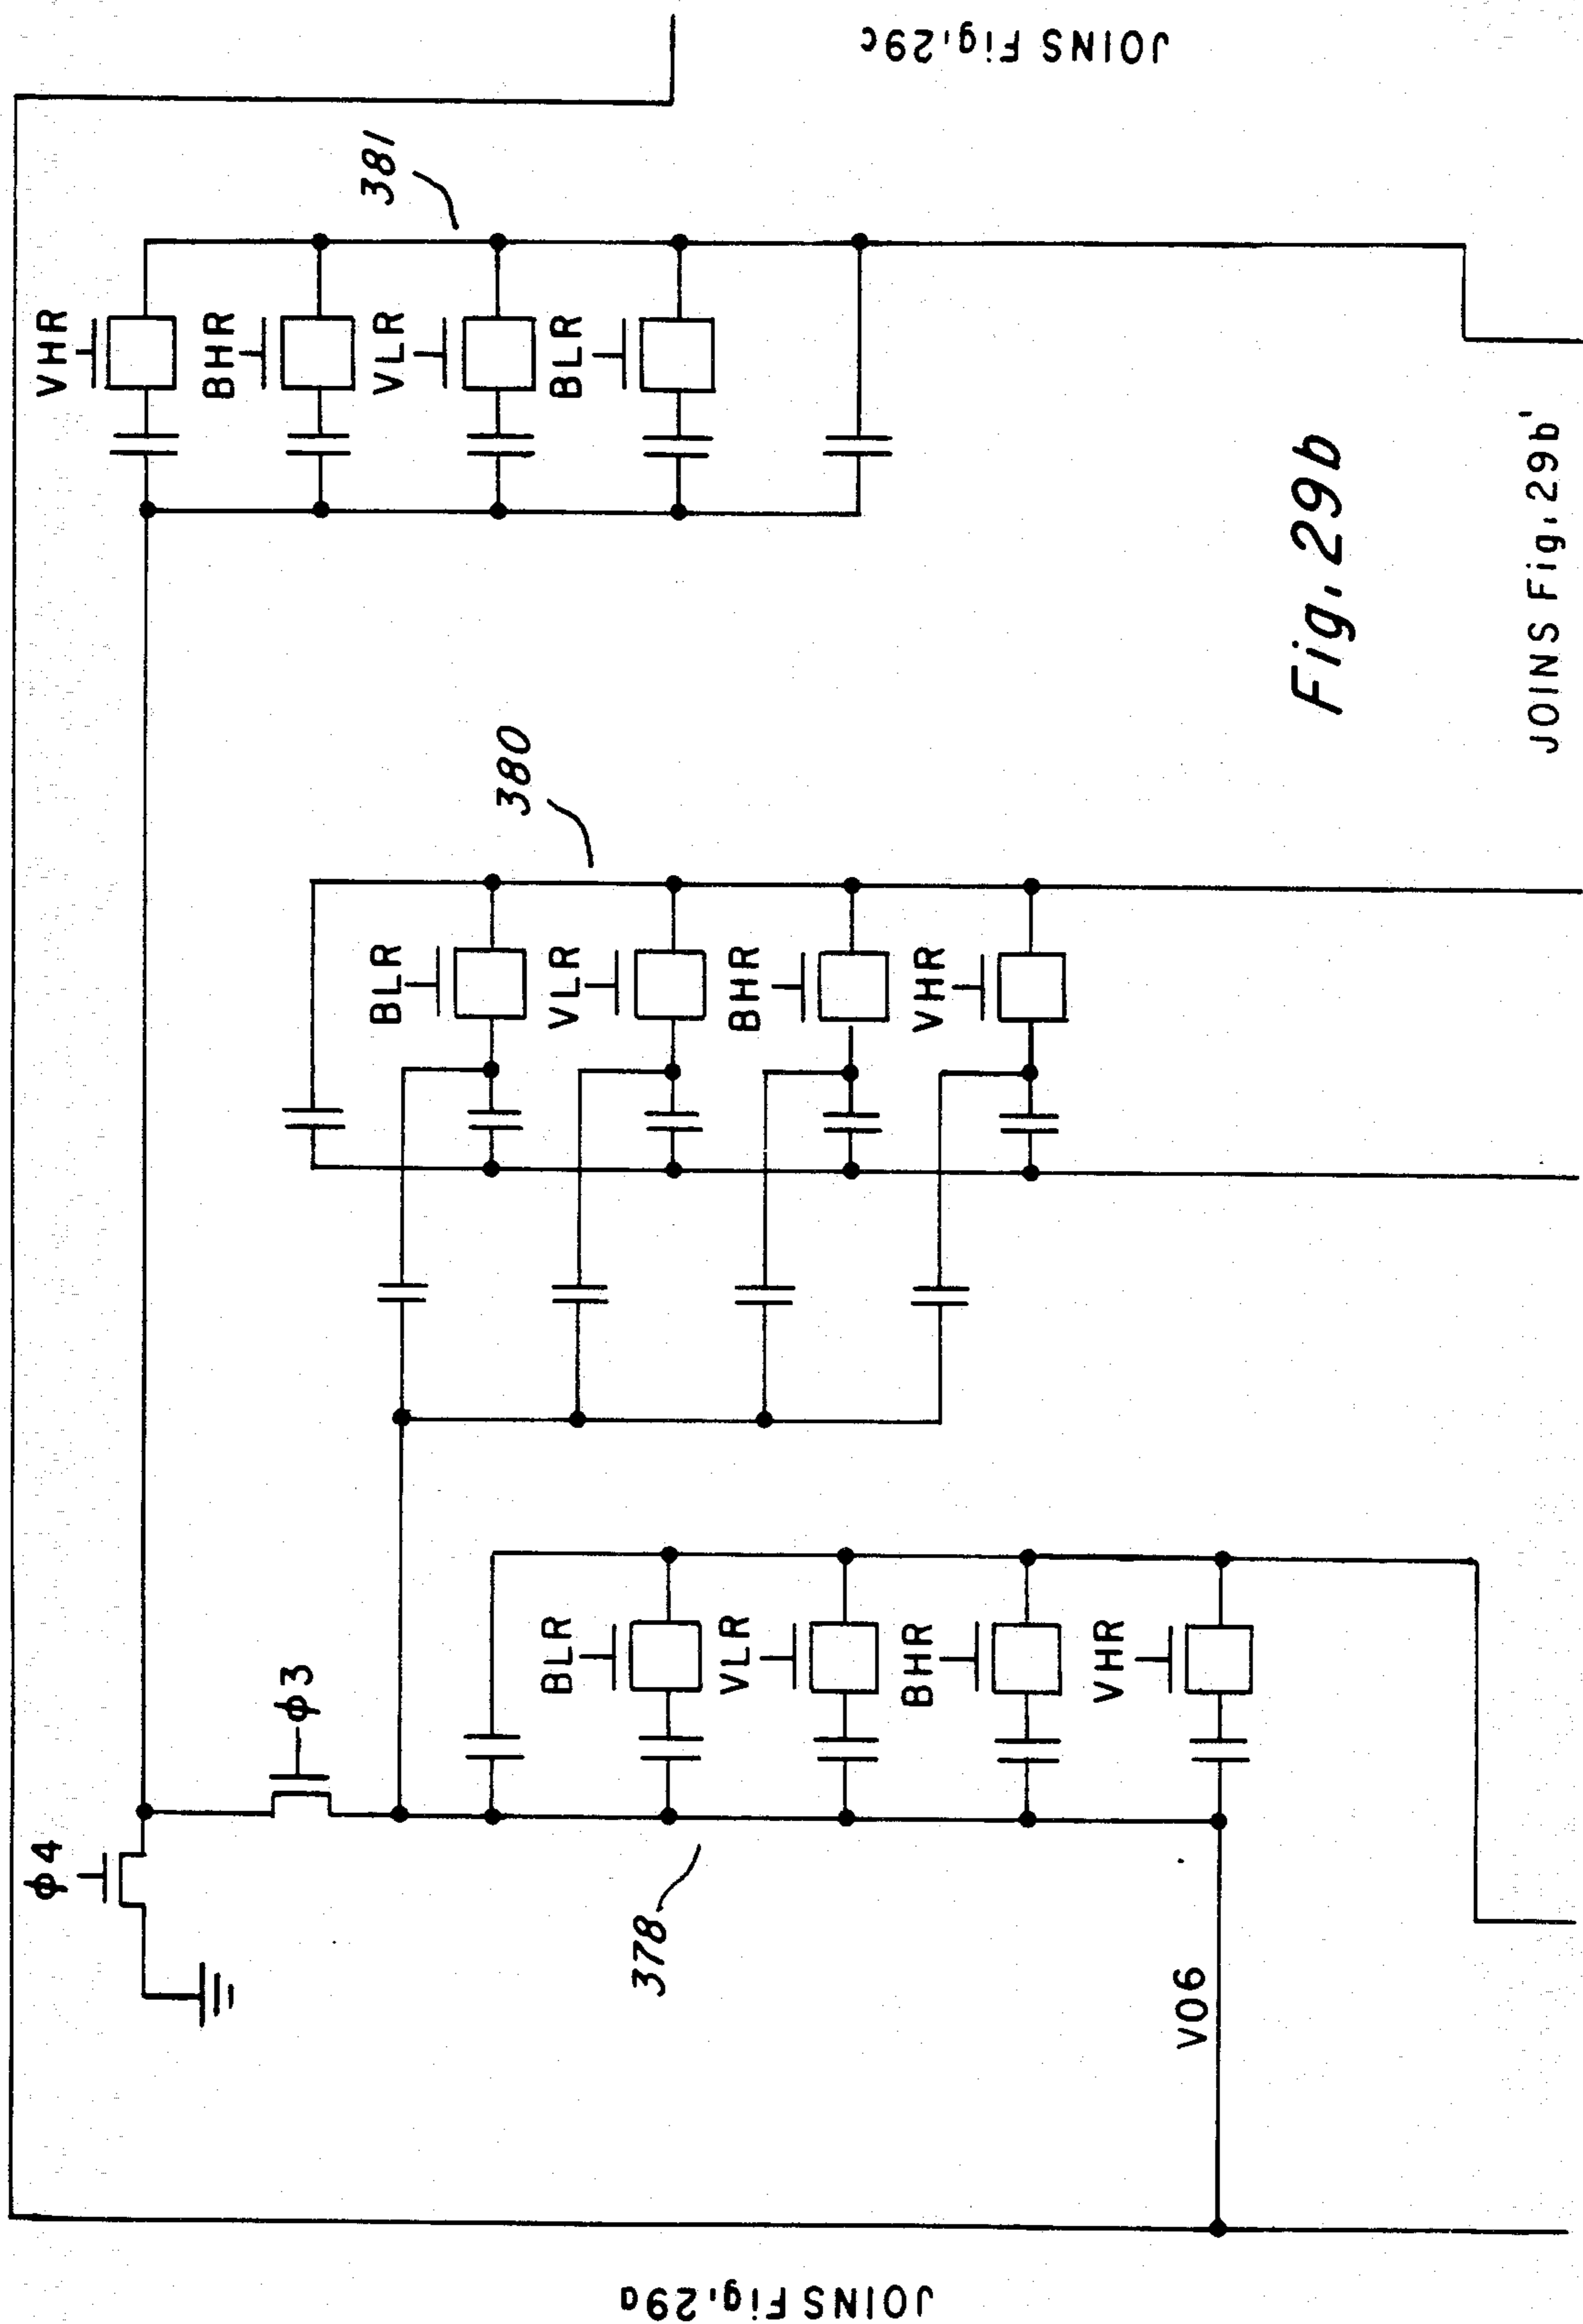 JOINS Fig. 29a
φ4
φ3
378
V06
BLR
VLR
BHR
VHR
380
BLR
VLR
BHR
VHR
381
VHR
BHR
VLR
BLR
Fig. 29b
JOINS Fig. 29b'
JOINS Fig. 29c